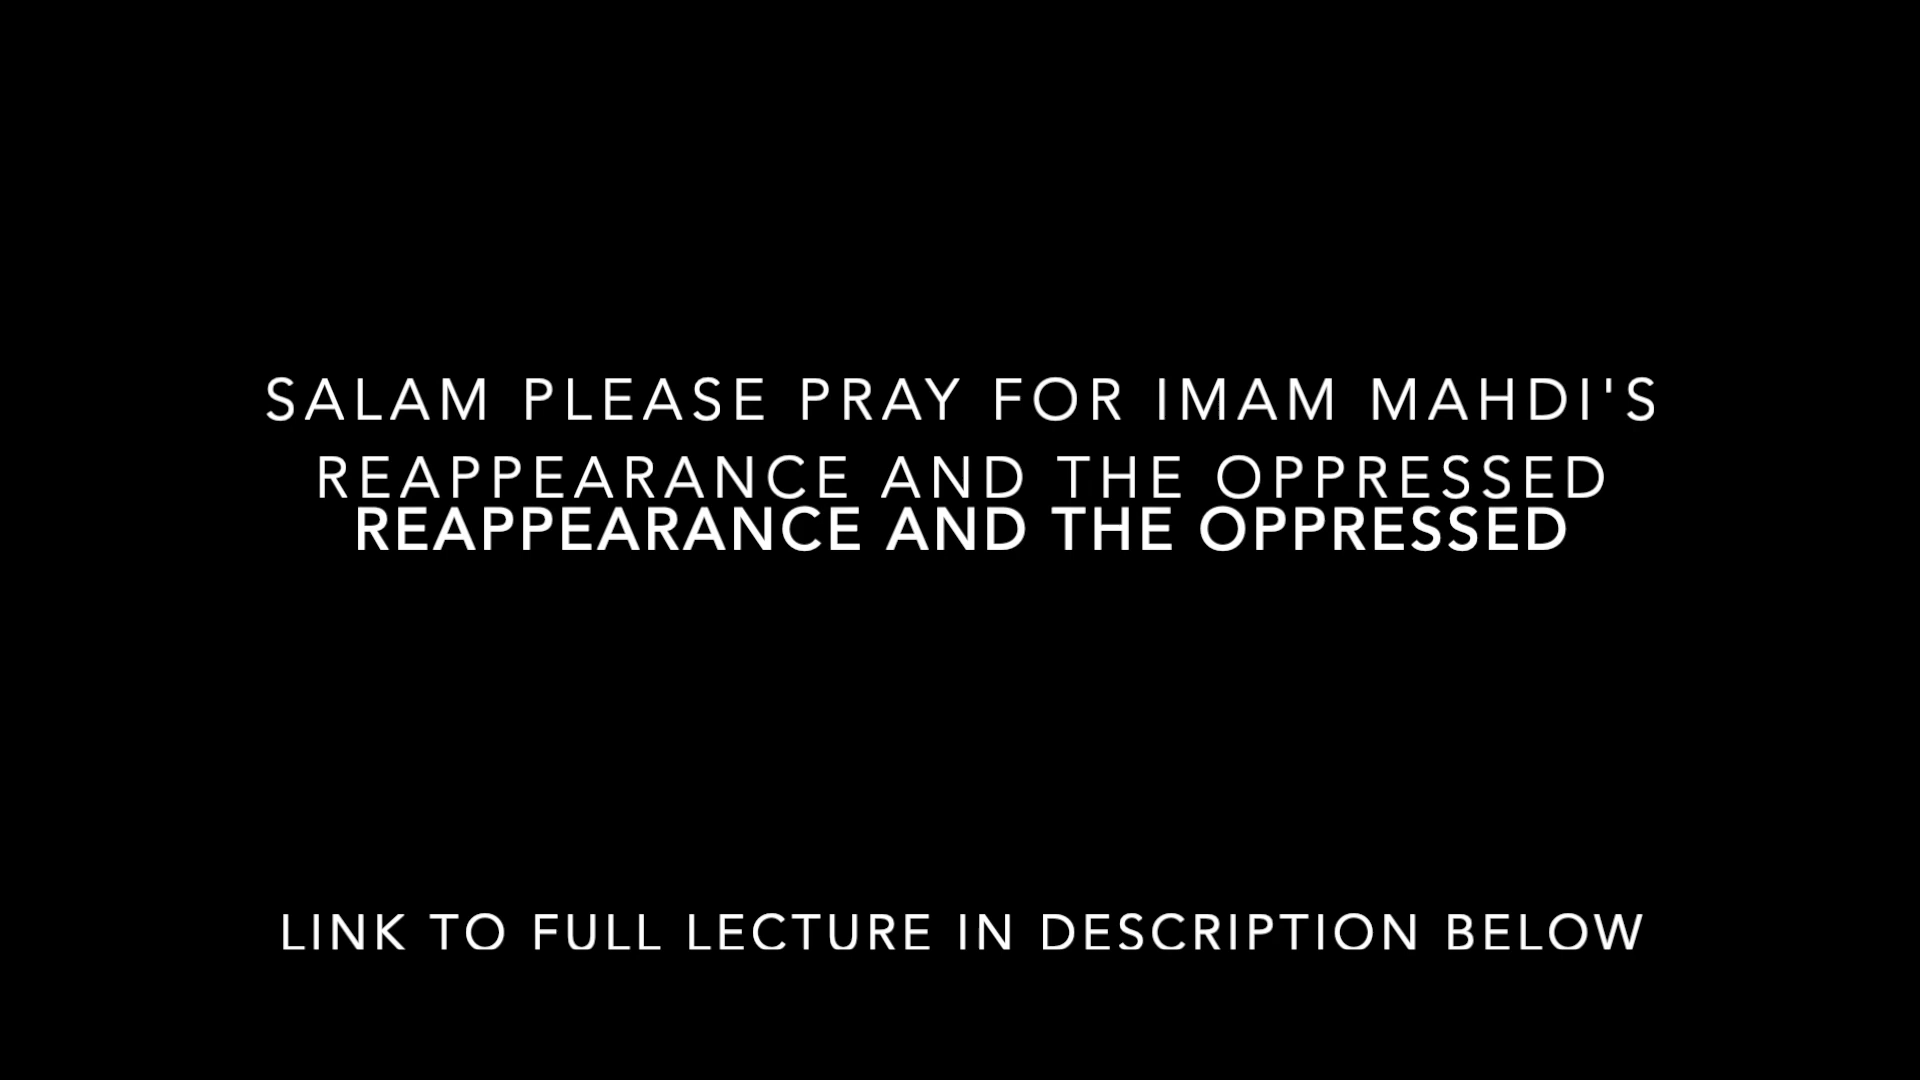 SALAM PLEASE PRAY FOR IMAM MAHDI'S
REAPPEARANCE AND THE OPPRESSED
REAPPEARANCE AND THE OPPRESSED
LINK TO FULL LECTURE IN DESCRIPTION BELOW